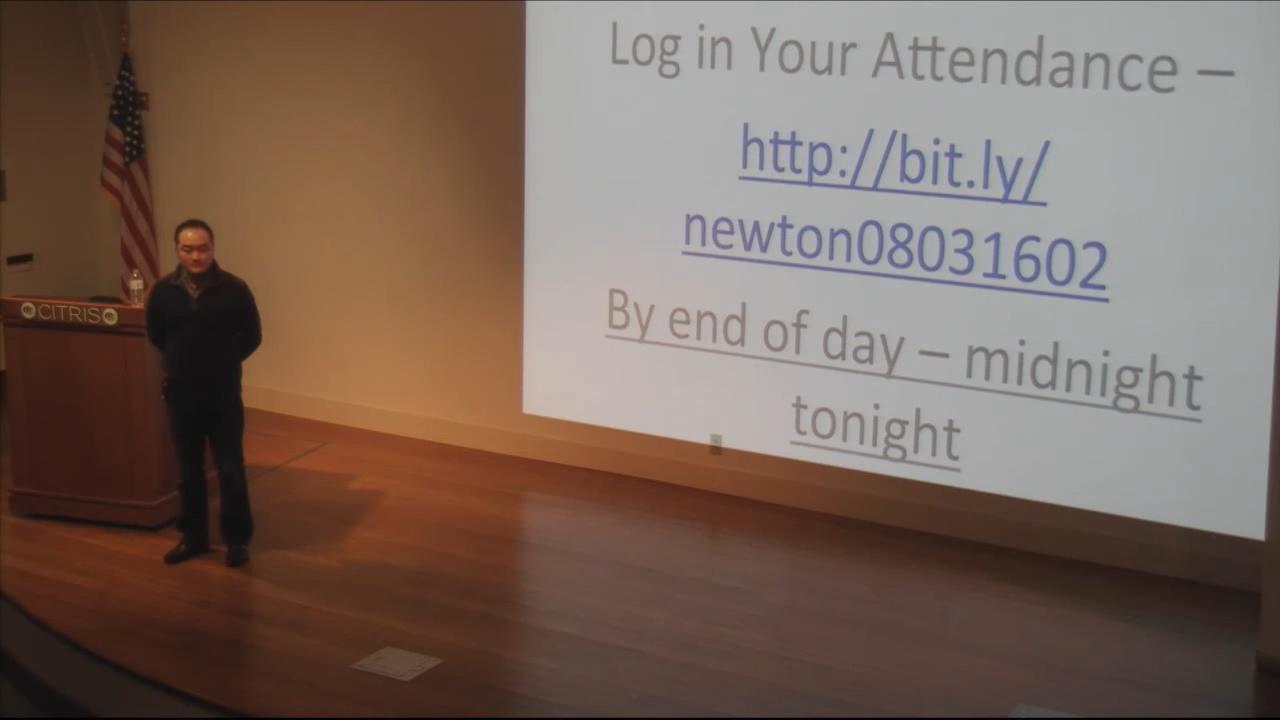 Log in Your Attendance –
http://bit.ly/
newton08031602
By end of day – midnight
tonight
CITRIS